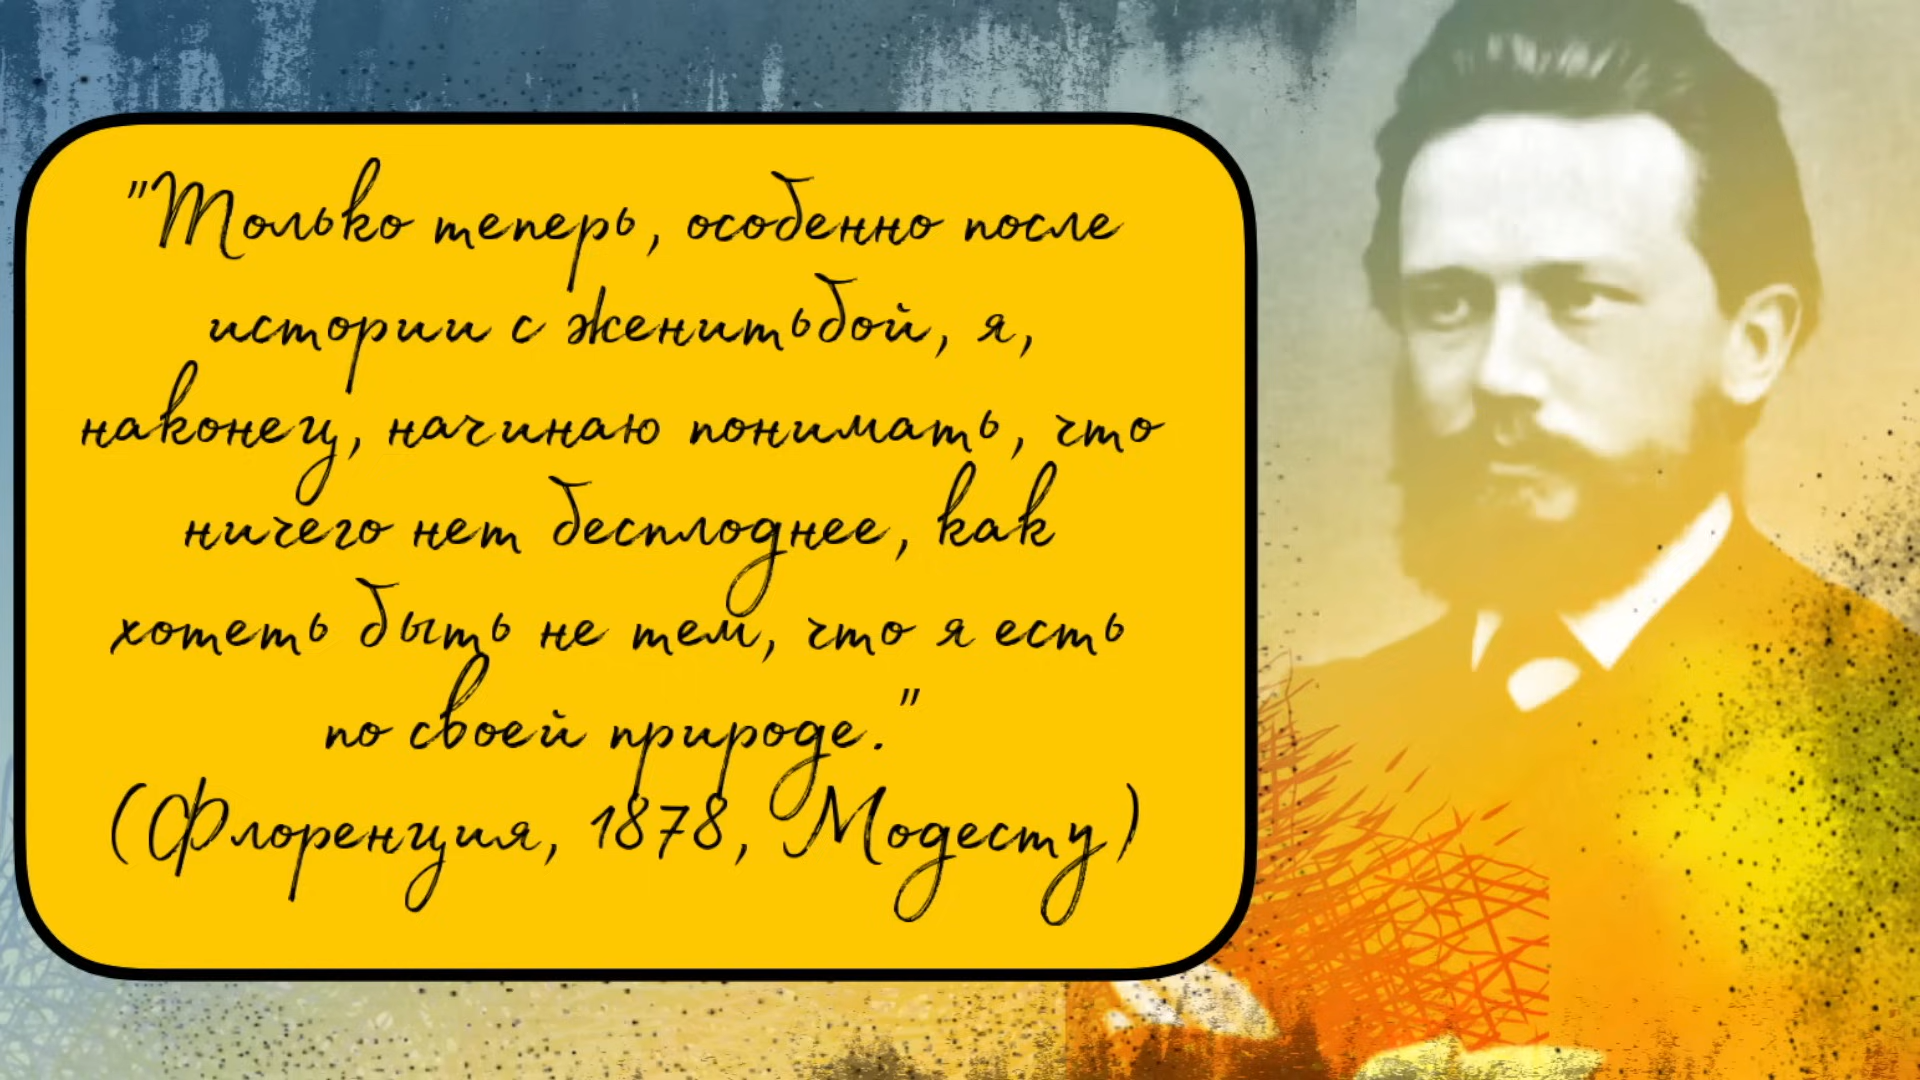 "Только теперь, особенно после
истории с женитьбой, я,
наконец, начинаю понимать, что
ничего нет бесплоднее, как
хотеть быть не тем, что я есть
по своей природе."
(Флоренция, 1878, Модесту)